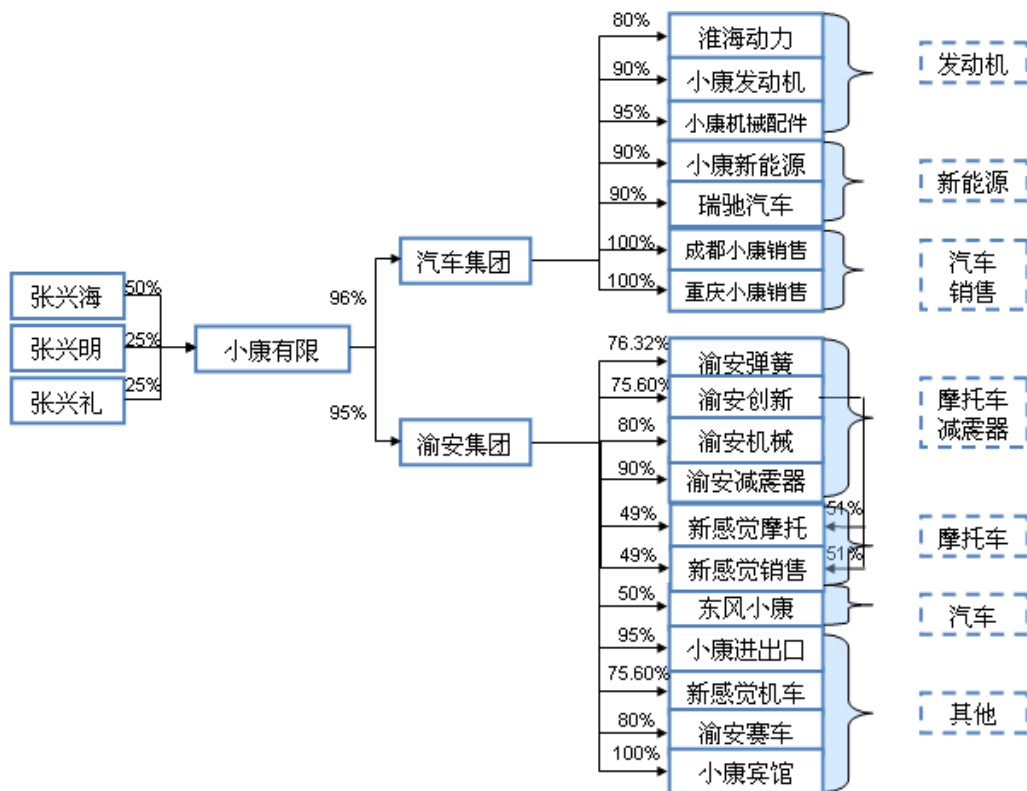 80%
淮海动力
90%
小康发动机
95%
小康机械配件
发动机
90%
小康新能源
90%
瑞驰汽车
新能源
100%
成都小康销售
100%
重庆小康销售
汽车
销售
汽车集团
96%
张兴海
50%
张兴明
25%
张兴礼
25%
小康有限
95%
渝安集团
76.32%
渝安弹簧
75.60%
渝安创新
80%
渝安机械
90%
渝安减震器
摩托车
减震器
49%
新感觉摩托
51%
49%
新感觉销售
51%
摩托车
50%
东风小康
汽车
95%
小康进出口
75.60%
新感觉机车
80%
渝安赛车
100%
小康宾馆
其他